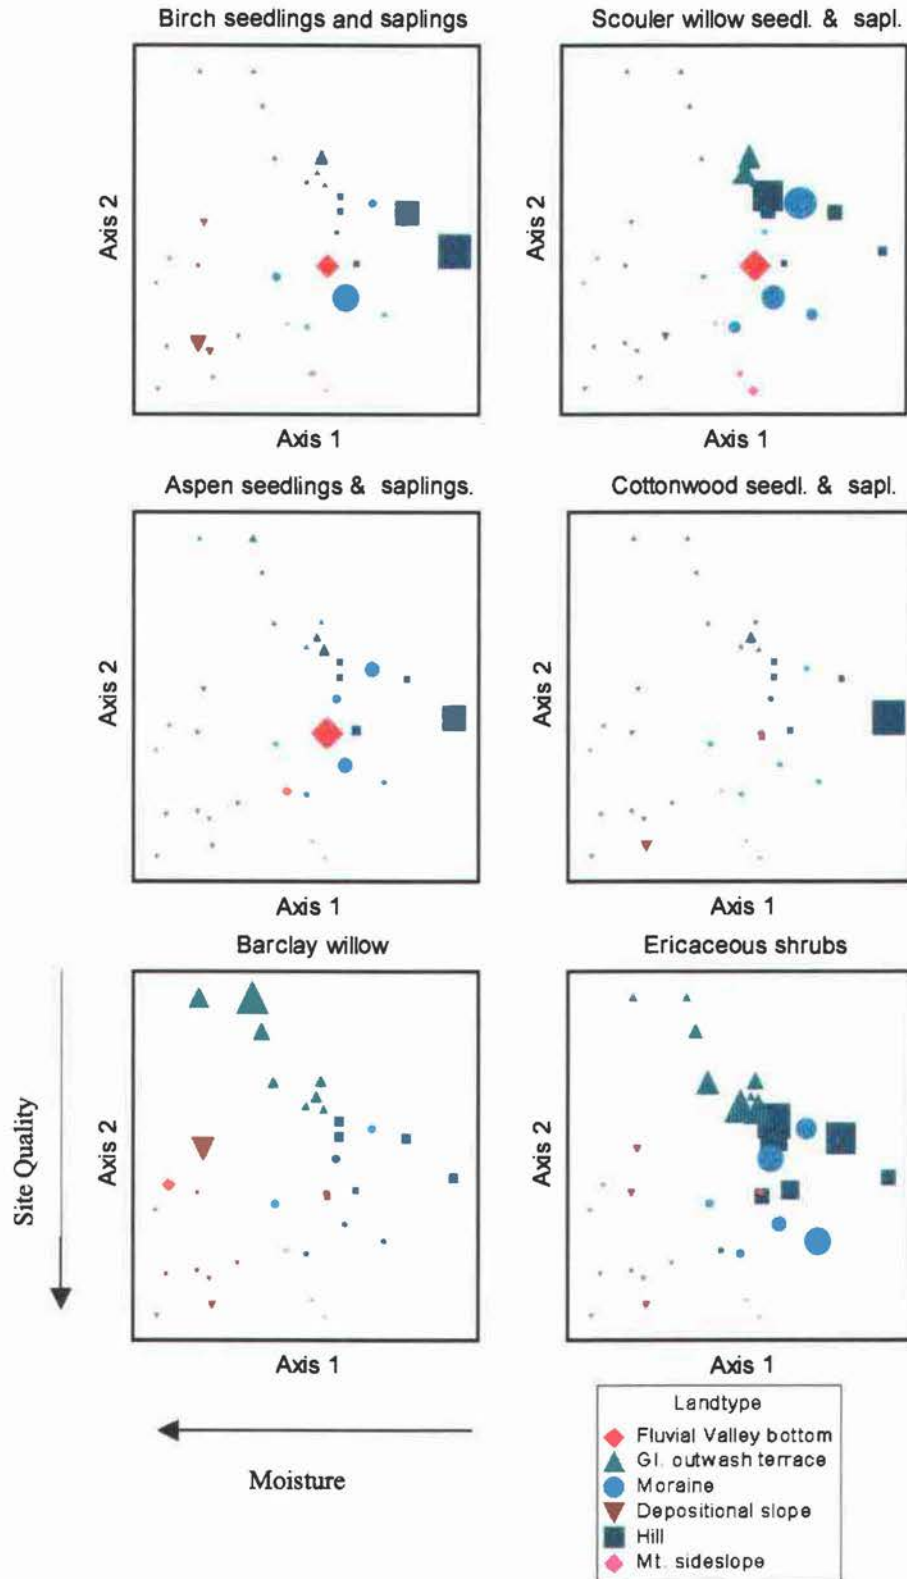 Birch seedlings and saplings
Scouler willow seedl. & sapl.
Axis 2
Axis 2
Axis 1
Axis 1
Aspen seedlings & saplings.
Cottonwood seedl. & sapl.
Axis 2
Axis 2
Axis 1
Axis 1
Barclay willow
Ericaceous shrubs
Site Quality
Axis 2
Axis 2
Axis 1
Axis 1
Moisture
Landtype
Fluvial Valley bottom
Gl. outwash terrace
Moraine
Depositional slope
Hill
Mt. sideslope